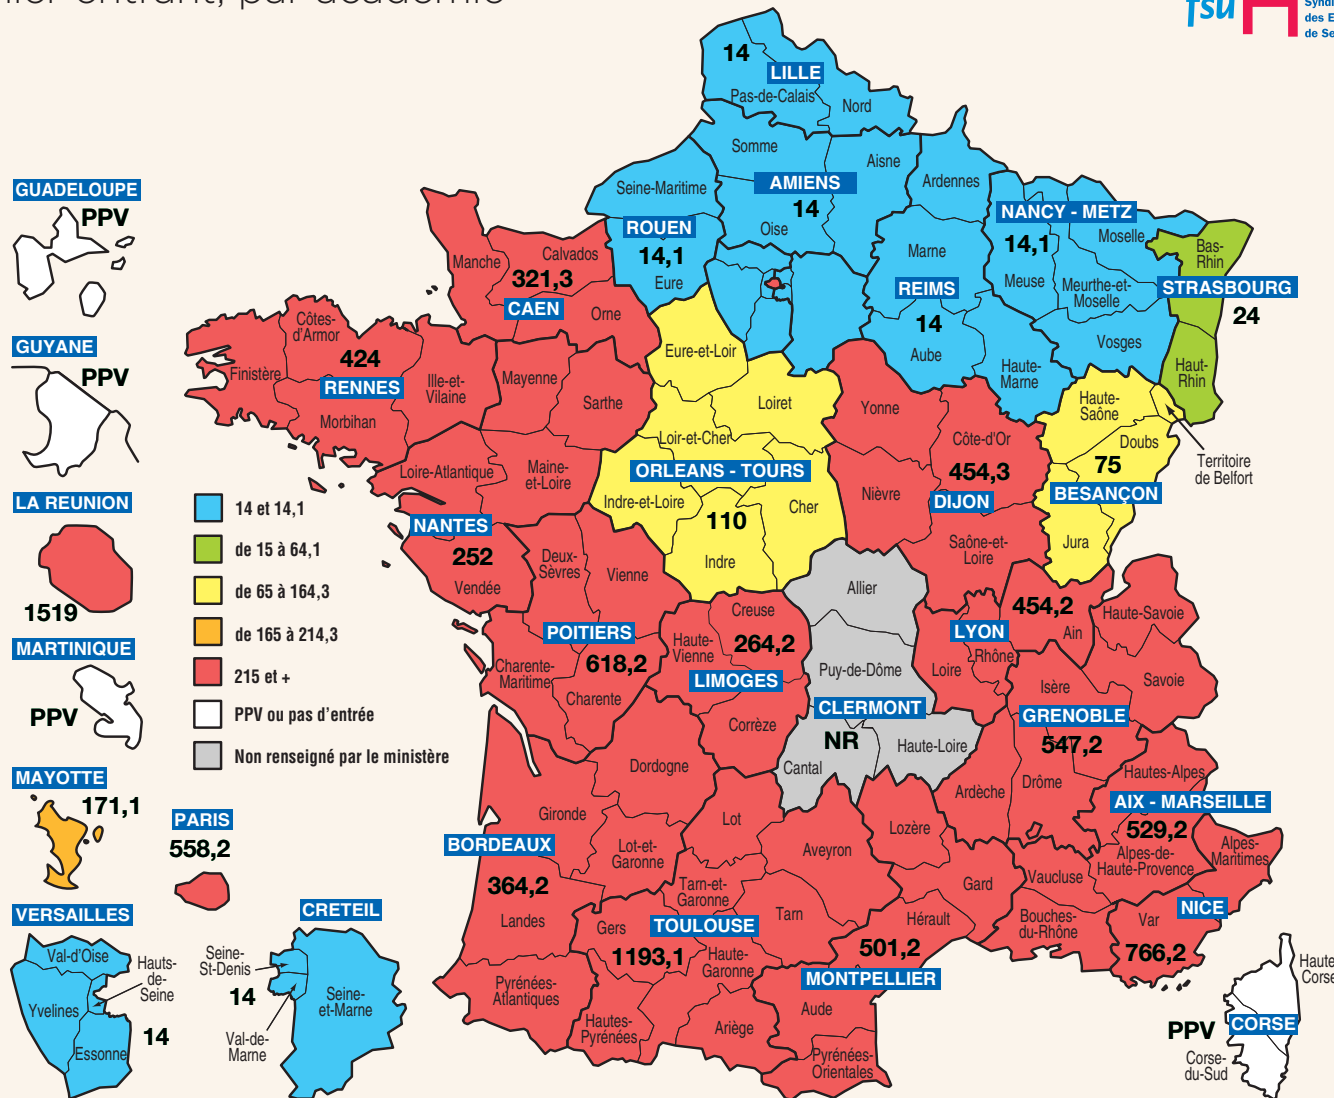 entrant, par académie
fsu
Syndi
des E
de Se
14
LILLE
Pas-de-Calais
Nord
Somme
Aisne
AMIENS
14
Oise
Ardennes
Seine-Maritime
ROUEN
14,1
Eure
NANCY - METZ
14,1
Moselle
Meuse
Meurthe-et-
Moselle
Vosges
Bas-
Rhin
STRASBOURG
24
Haut-
Rhin
Marne
REIMS
14
Aube
Haute-
Marne
GUADELOUPE
PPV
GUYANE
PPV
LA REUNION
1519
MARTINIQUE
PPV
MAYOTTE
171,1
PARIS
558,2
VERSAILLES
Val-d'Oise
Hauts-
de-
Seine
Yvelines
Essonne
14
CRETEIL
Seine-
St-Denis
14
Val-de-
Marne
Seine-
et-Marne
14 et 14,1
de 15 à 64,1
de 65 à 164,3
de 165 à 214,3
215 et +
PPV ou pas d'entrée
Non renseigné par le ministère
Manche
Calvados
321,3
CAEN
Orne
Côtes-
d'Armor
424
Finistère
RENNES
Ille-et-
Vilaine
Morbihan
Mayenne
Sarthe
Loire-Atlantique
Maine-
et-Loire
NANTES
252
Vendée
Eure-et-Loir
Loiret
Loir-et-Cher
ORLEANS - TOURS
Indre-et-Loire
110
Cher
Indre
Yonne
Côte-d'Or
454,3
Nièvre
DIJON
Saône-et-
Loire
Haute-
Saône
Doubs
75
BESANÇON
Jura
Territoire
de Belfort
Deux-
Sèvres
Vienne
POITIERS
618,2
Charente-
Maritime
Charente
Creuse
Haute-
Vienne
264,2
LIMOGES
Corrèze
Allier
Puy-de-Dôme
CLERMONT
NR
Cantal
Haute-Loire
454,2
Ain
LYON
Rhône
Loire
Haute-Savoie
Savoie
Isère
GRENOBLE
547,2
Ardèche
Drôme
Hautes-Alpes
AIX - MARSEILLE
529,2
Alpes-de-
Haute-Provence
Vaucluse
Bouches-
du-Rhône
Alpes-
Maritimes
NICE
Var
766,2
Dordogne
Gironde
BORDEAUX
Lot-et-
Garonne
364,2
Landes
Pyrénées-
Atlantiques
Lot
Aveyron
Tarn-et-
Garonne
Tarn
Gers
TOULOUSE
1193,1
Haute-
Garonne
Hautes-
Pyrénées
Ariège
Lozère
Gard
Hérault
501,2
MONTPELLIER
Aude
Pyrénées-
Orientales
Haute
Corse
PPV
CORSE
Corse-
du-Sud